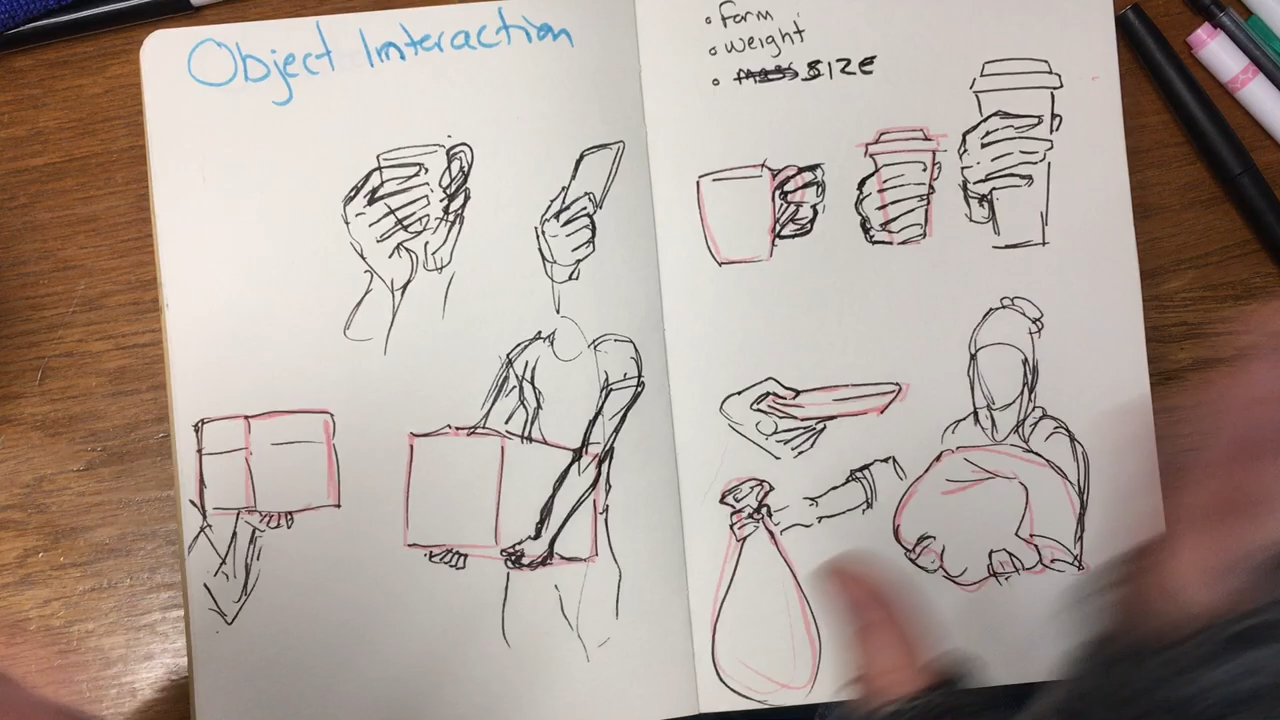 Object Interaction
• Form
• weight
• SIZE